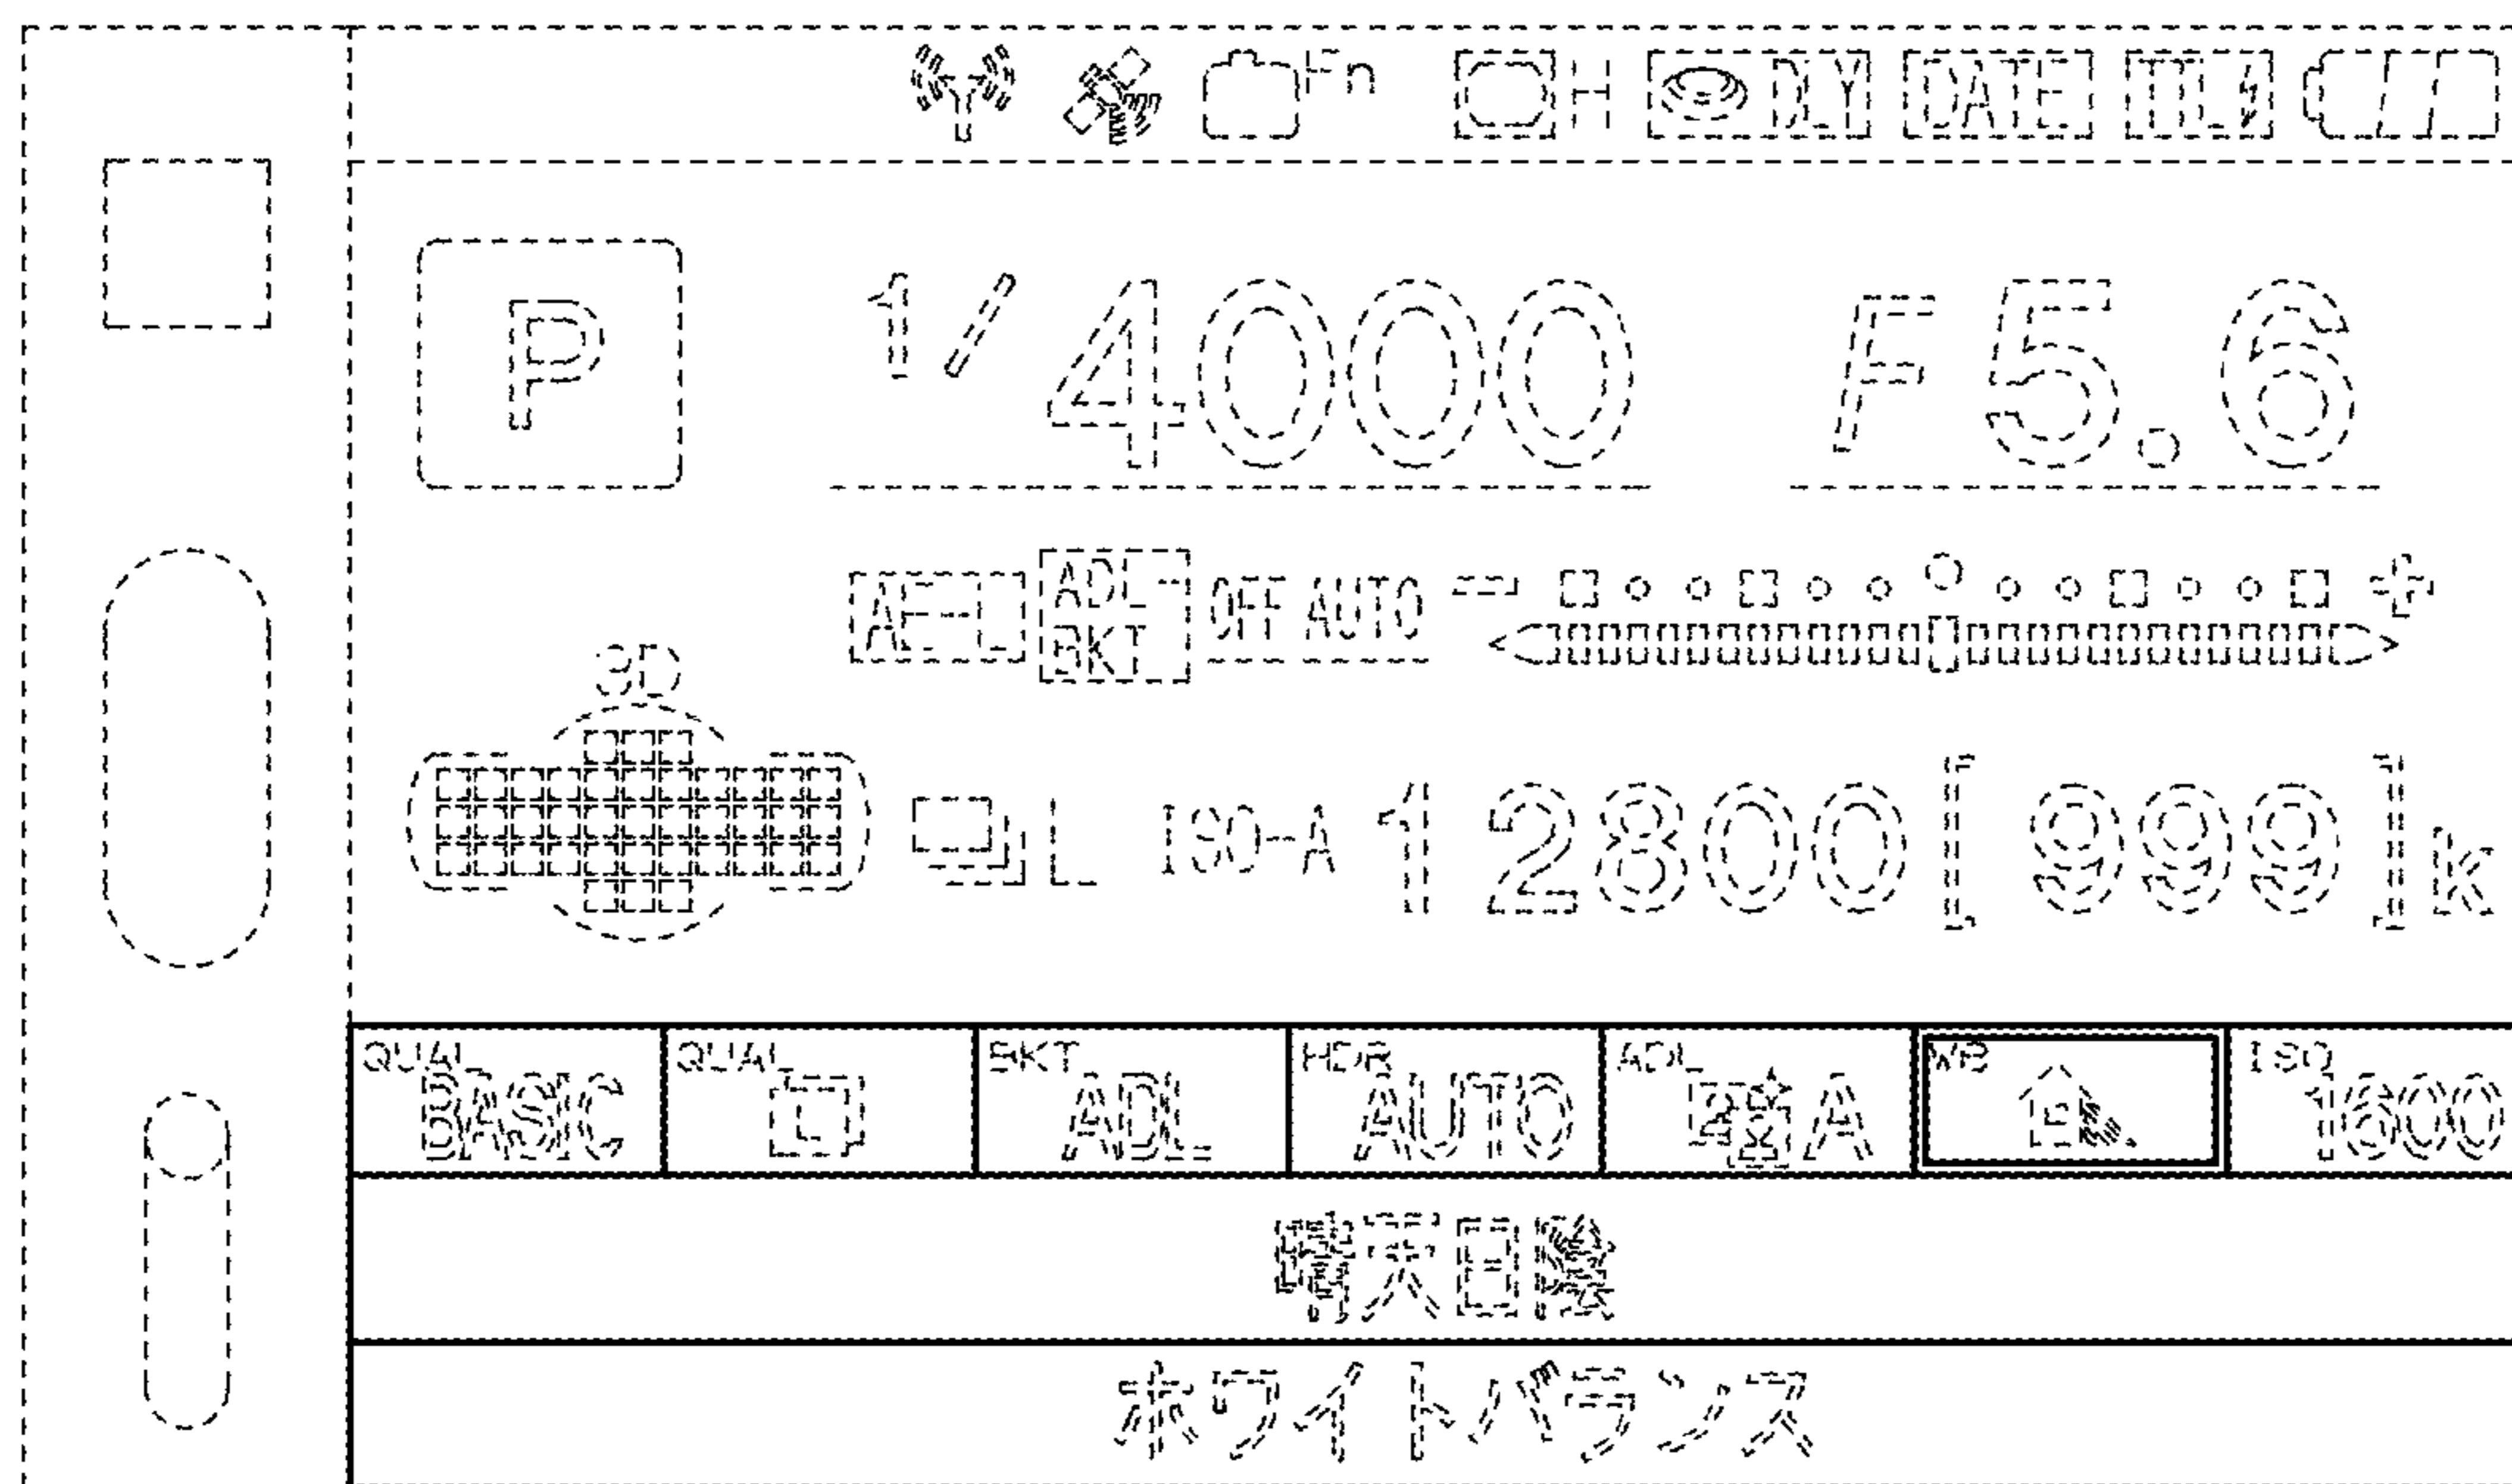 Fn H DLY DATE TTL
P 1/4000 F5.6
AE-L ADL BKT OFF AUTO
3D
L ISO-A 12800 [999]k
QUAL QUAL BKT HDR ADL WB ISO
BASIC ADL AUTO A 1600
晴天日陰
ホワイトバランス